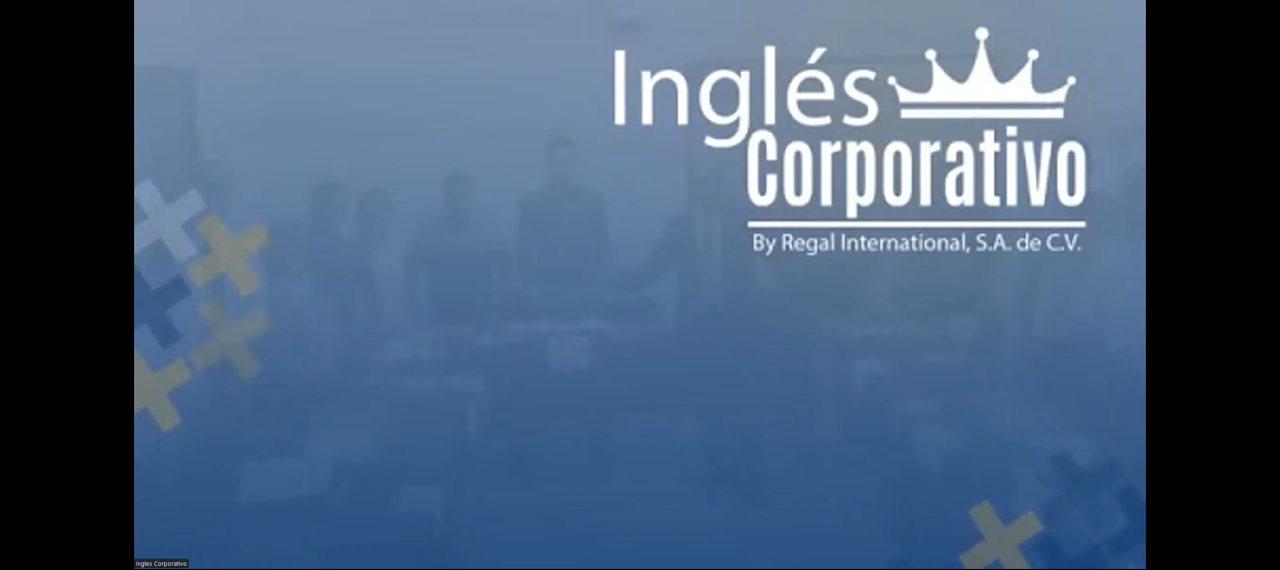 Inglés
Corporativo
By Regal International, S.A. de C.V.
Ingles Corporativo